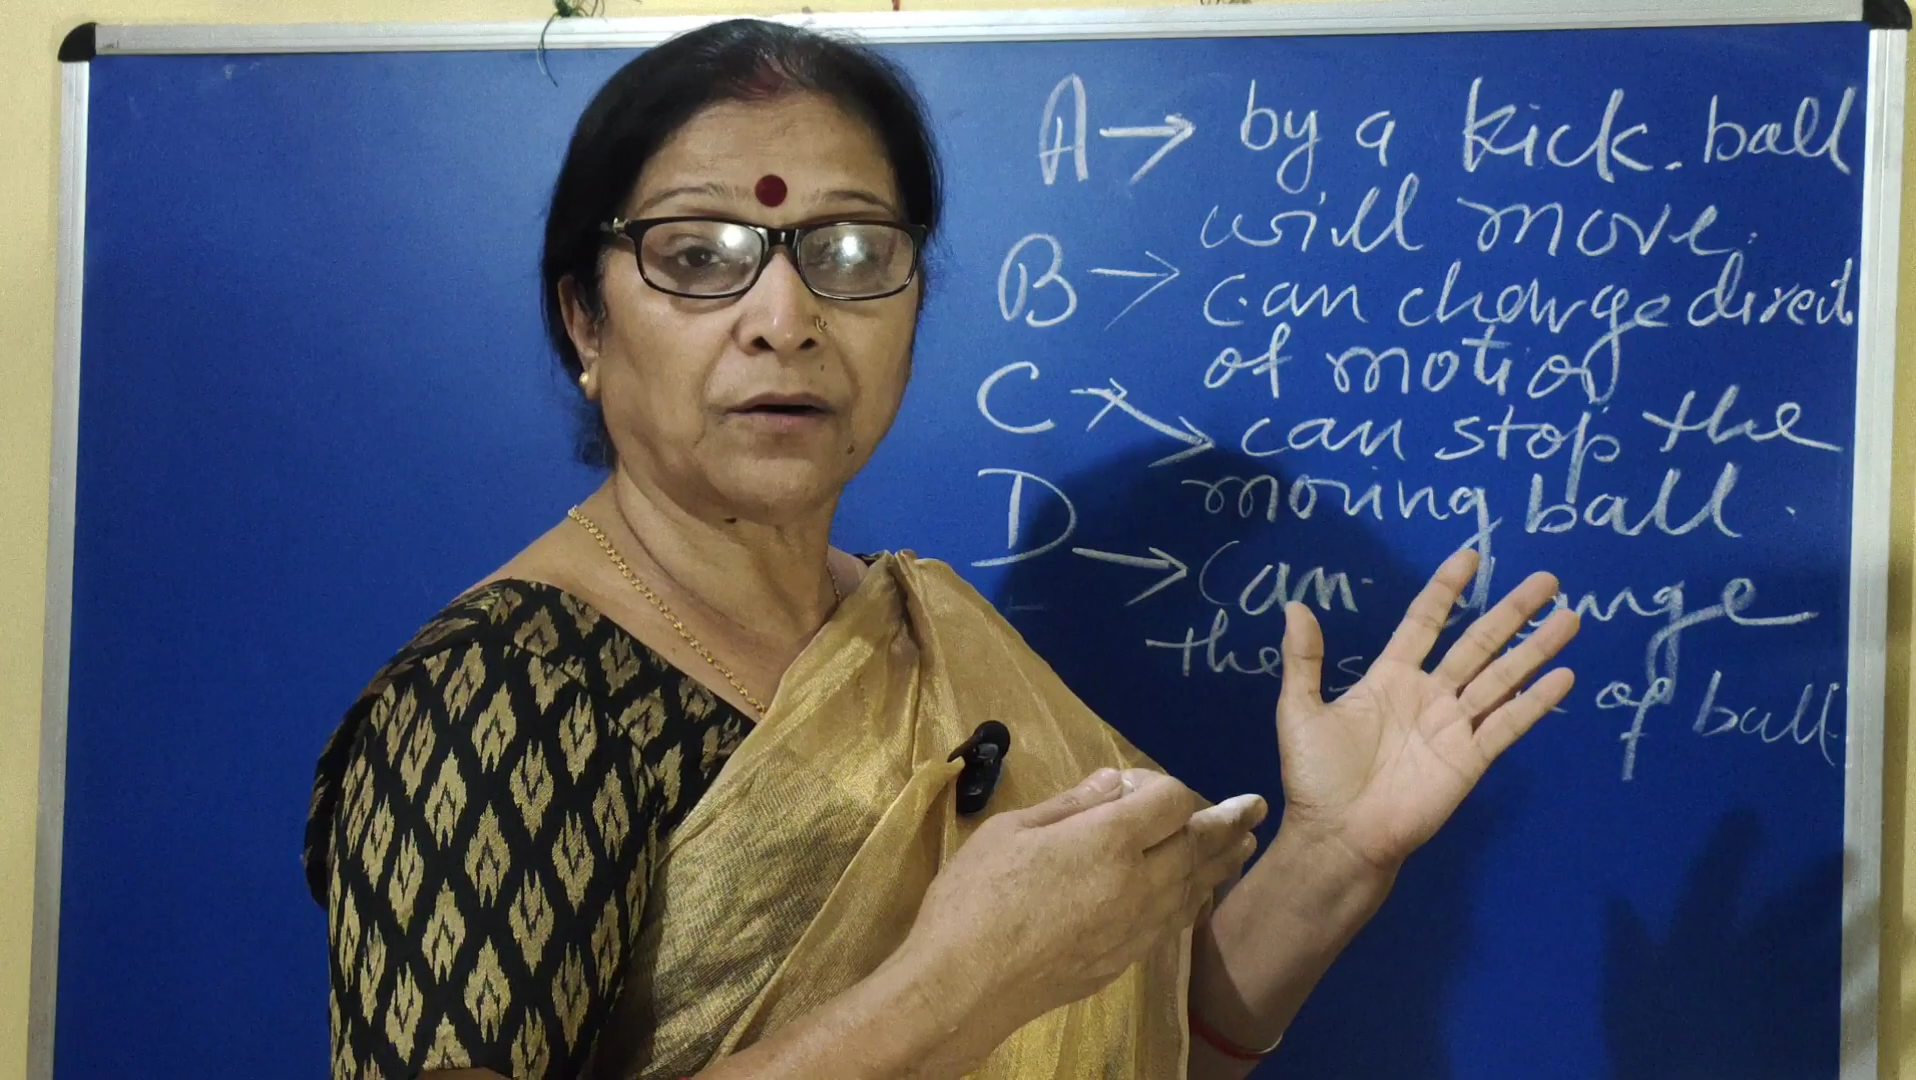 A → by a kick. ball
will move.
B → can change direct
of motion
C → can stop the
moving ball.
D → can
the of ball.